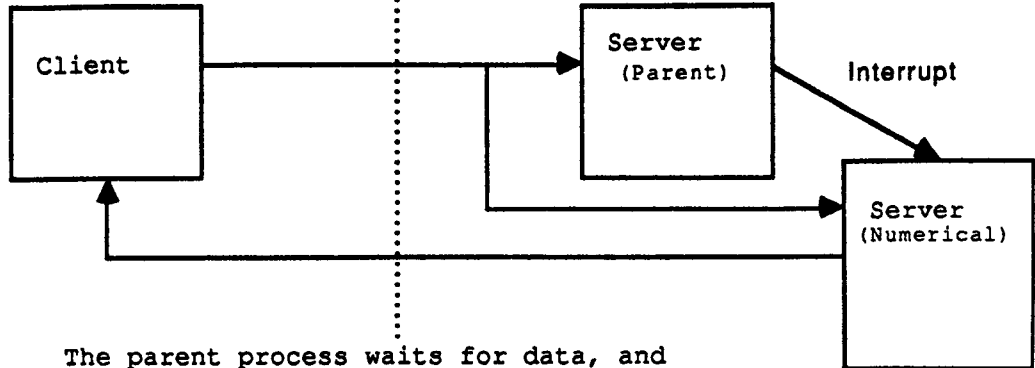 Client
Server
(Parent)
Interrupt
Server
(Numerical)
The parent process waits for data, and